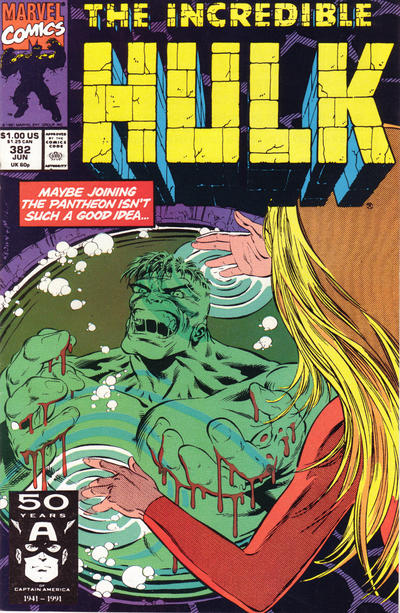 MARVEL
COMICS
THE INCREDIBLE
HULK
$1.00 US
$1.25 CAN
382
JUN
UK 60p
APPROVED
BY THE
COMICS
CODE
AUTHORITY
®
MAYBE JOINING
THE PANTHEON ISN'T
SUCH A GOOD IDEA...
50
YEARS
A
OF
CAPTAIN AMERICA
1941–1991